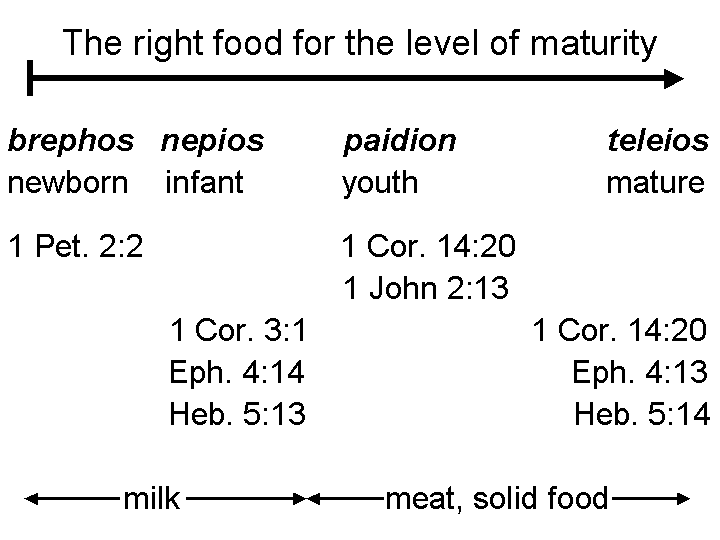 The right food for the level of maturity
brephos nepios paidion teleios
newborn infant youth mature
1 Pet. 2:2 1 Cor. 14:20
1 John 2:13
1 Cor. 3:1 1 Cor. 14:20
Eph. 4:14 Eph. 4:13
Heb. 5:13 Heb. 5:14
milk meat, solid food